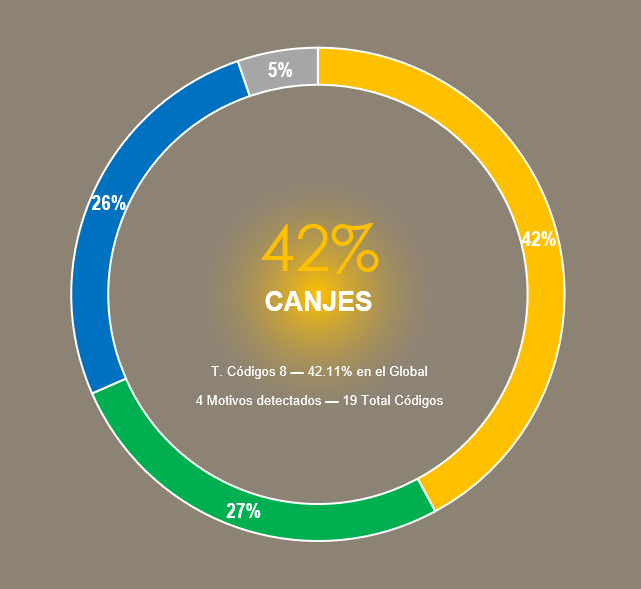 5%
26%
42%
42%
CANJES
T. Códigos 8 — 42.11% en el Global
4 Motivos detectados — 19 Total Códigos
27%